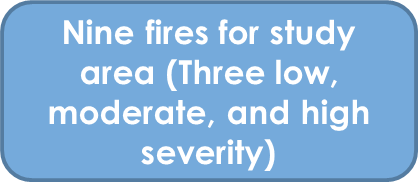 Nine fires for study
area (Three low,
moderate, and high
severity)